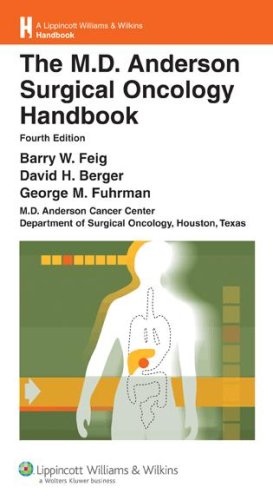 A Lippincott Williams & Wilkins
Handbook
The M.D. Anderson
Surgical Oncology
Handbook
Fourth Edition
Barry W. Feig
David H. Berger
George M. Fuhrman
M.D. Anderson Cancer Center
Department of Surgical Oncology, Houston, Texas
Lippincott Williams & Wilkins
a Wolters Kluwer business